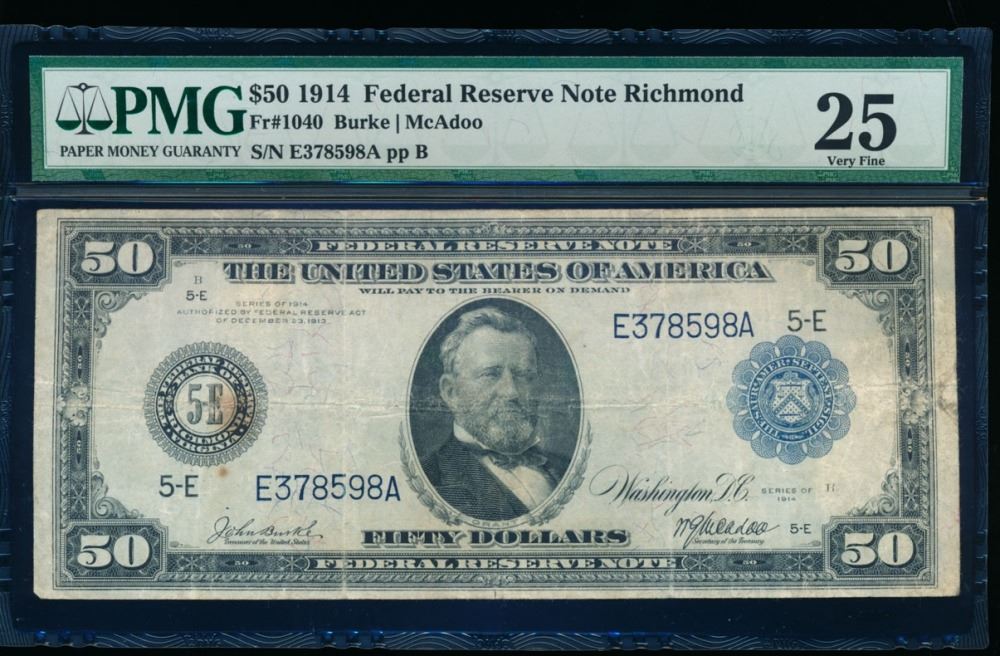 PMG
PAPER MONEY GUARANTY
$50 1914 Federal Reserve Note Richmond
Fr#1040 Burke | McAdoo
S/N E378598A pp B
25
Very Fine
50
FEDERAL RESERVE NOTE
50
THE UNITED STATES OF AMERICA
WILL PAY TO THE BEARER ON DEMAND
B
5-E
SERIES OF 1914
AUTHORIZED BY FEDERAL RESERVE ACT
OF DECEMBER 23, 1913
E378598A 5-E
5-E
5-E E378598A
GRANT
Washington, D.C.
SERIES OF
1914
John Burke
Treasurer of the United States
FIFTY DOLLARS
W G McAdoo
Secretary of the Treasury
5-E
50
FEDERAL RESERVE NOTE
50